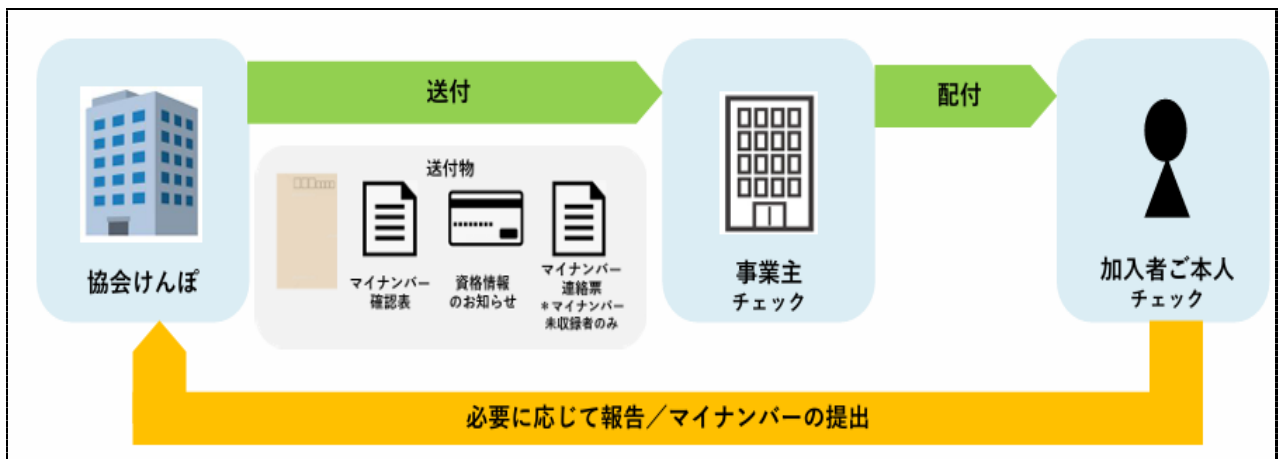 送付
配付
送付物
マイナンバー
確認表
資格情報
のお知らせ
マイナンバー
連絡票
*マイナンバー
未収録者のみ
協会けんぽ
事業主
チェック
加入者ご本人
チェック
必要に応じて報告／マイナンバーの提出